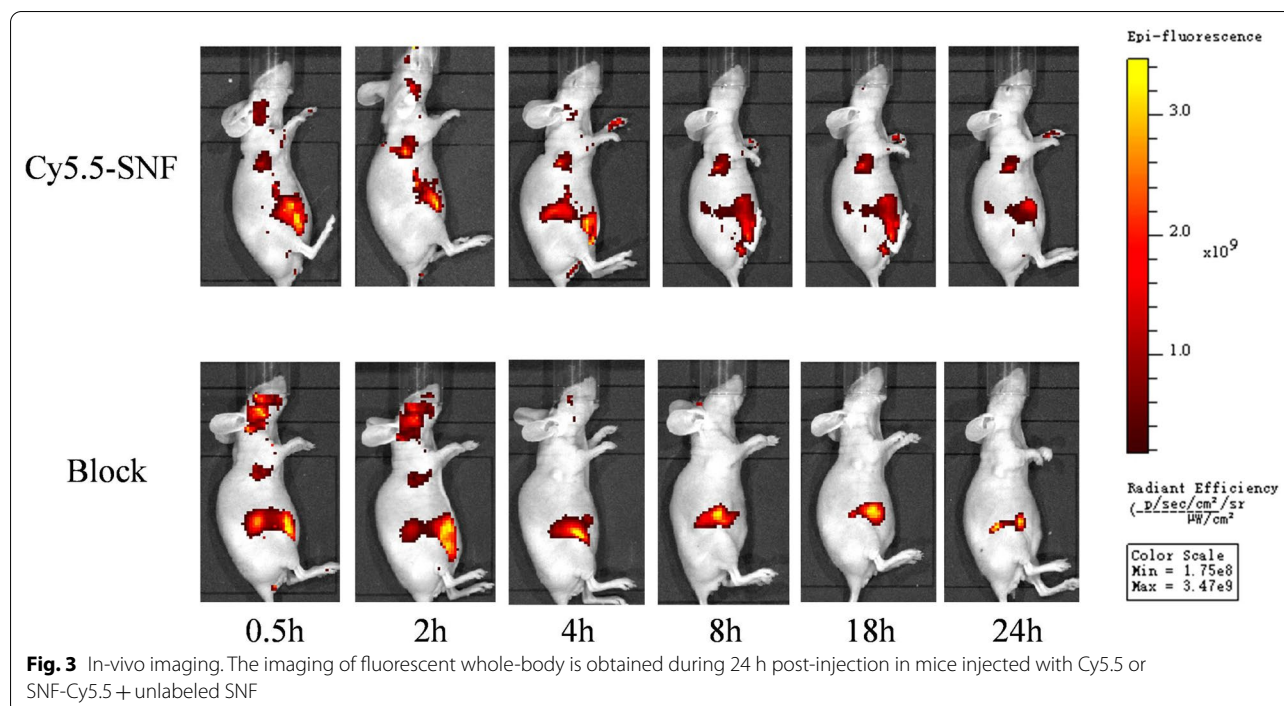 Epi-fluorescence
Cy5.5-SNF
3.0
2.0
x10^9
1.0
Block
Radiant Efficiency
(p/sec/cm²/sr
µW/cm²
Color Scale
Min = 1.75e8
Max = 3.47e9
0.5h 2h 4h 8h 18h 24h
Fig. 3 In-vivo imaging. The imaging of fluorescent whole-body is obtained during 24 h post-injection in mice injected with Cy5.5 or
SNF-Cy5.5 + unlabeled SNF